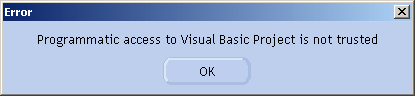 Error
Programmatic access to Visual Basic Project is not trusted
OK